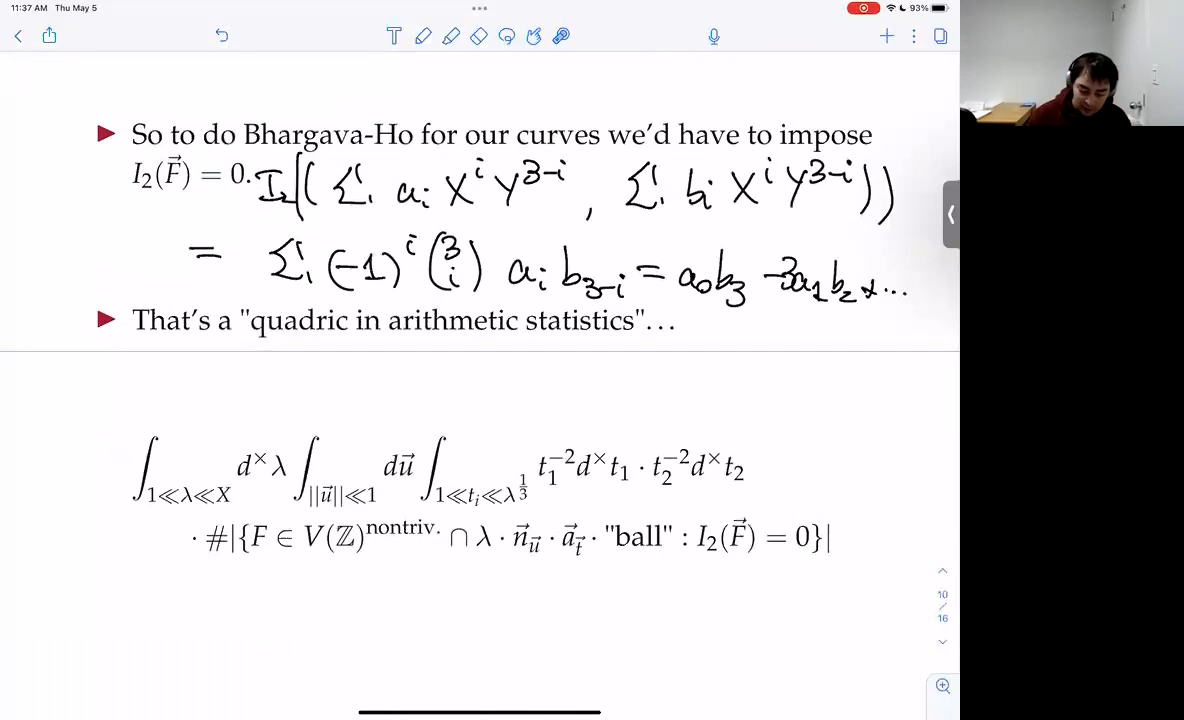 11:37 AM Thu May 5
93%
▶ So to do Bhargava-Ho for our curves we'd have to impose
I₂(F⃗) = 0. I₂((Σ aᵢ Xⁱ Y³⁻ⁱ, Σ bᵢ Xⁱ Y³⁻ⁱ))
= Σ (-1)ⁱ (3 i) aᵢ b₃₋ᵢ = a₀b₃ - 3a₁b₂ + ...
▶ That's a "quadric in arithmetic statistics"...
∫_{1≪λ≪X} d^×λ ∫_{||u⃗||≪1} du⃗ ∫_{1≪tᵢ≪λ^{1/3}} t₁⁻² d^×t₁ · t₂⁻² d^×t₂
· #|{F ∈ V(ℤ)^{nontriv.} ∩ λ · n⃗_{u⃗} · a⃗_{t⃗} · "ball" : I₂(F⃗) = 0}|
10
/
16